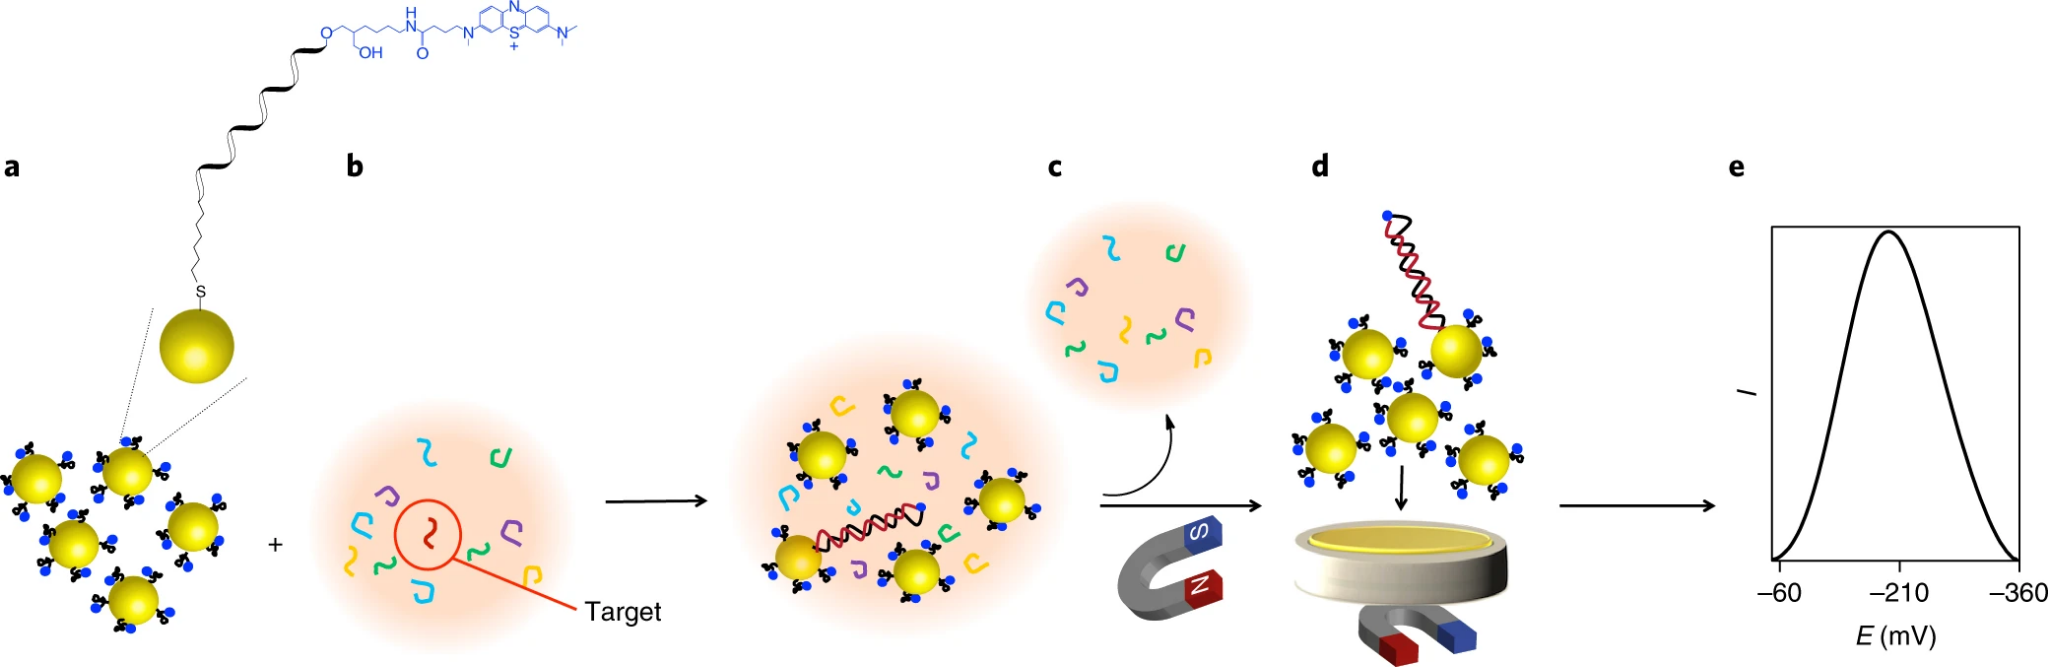 O
OH
H
N
O
N
N
S
+
N
a
b
c
d
e
S
+
Target
S
N
I
–60
–210
–360
E (mV)